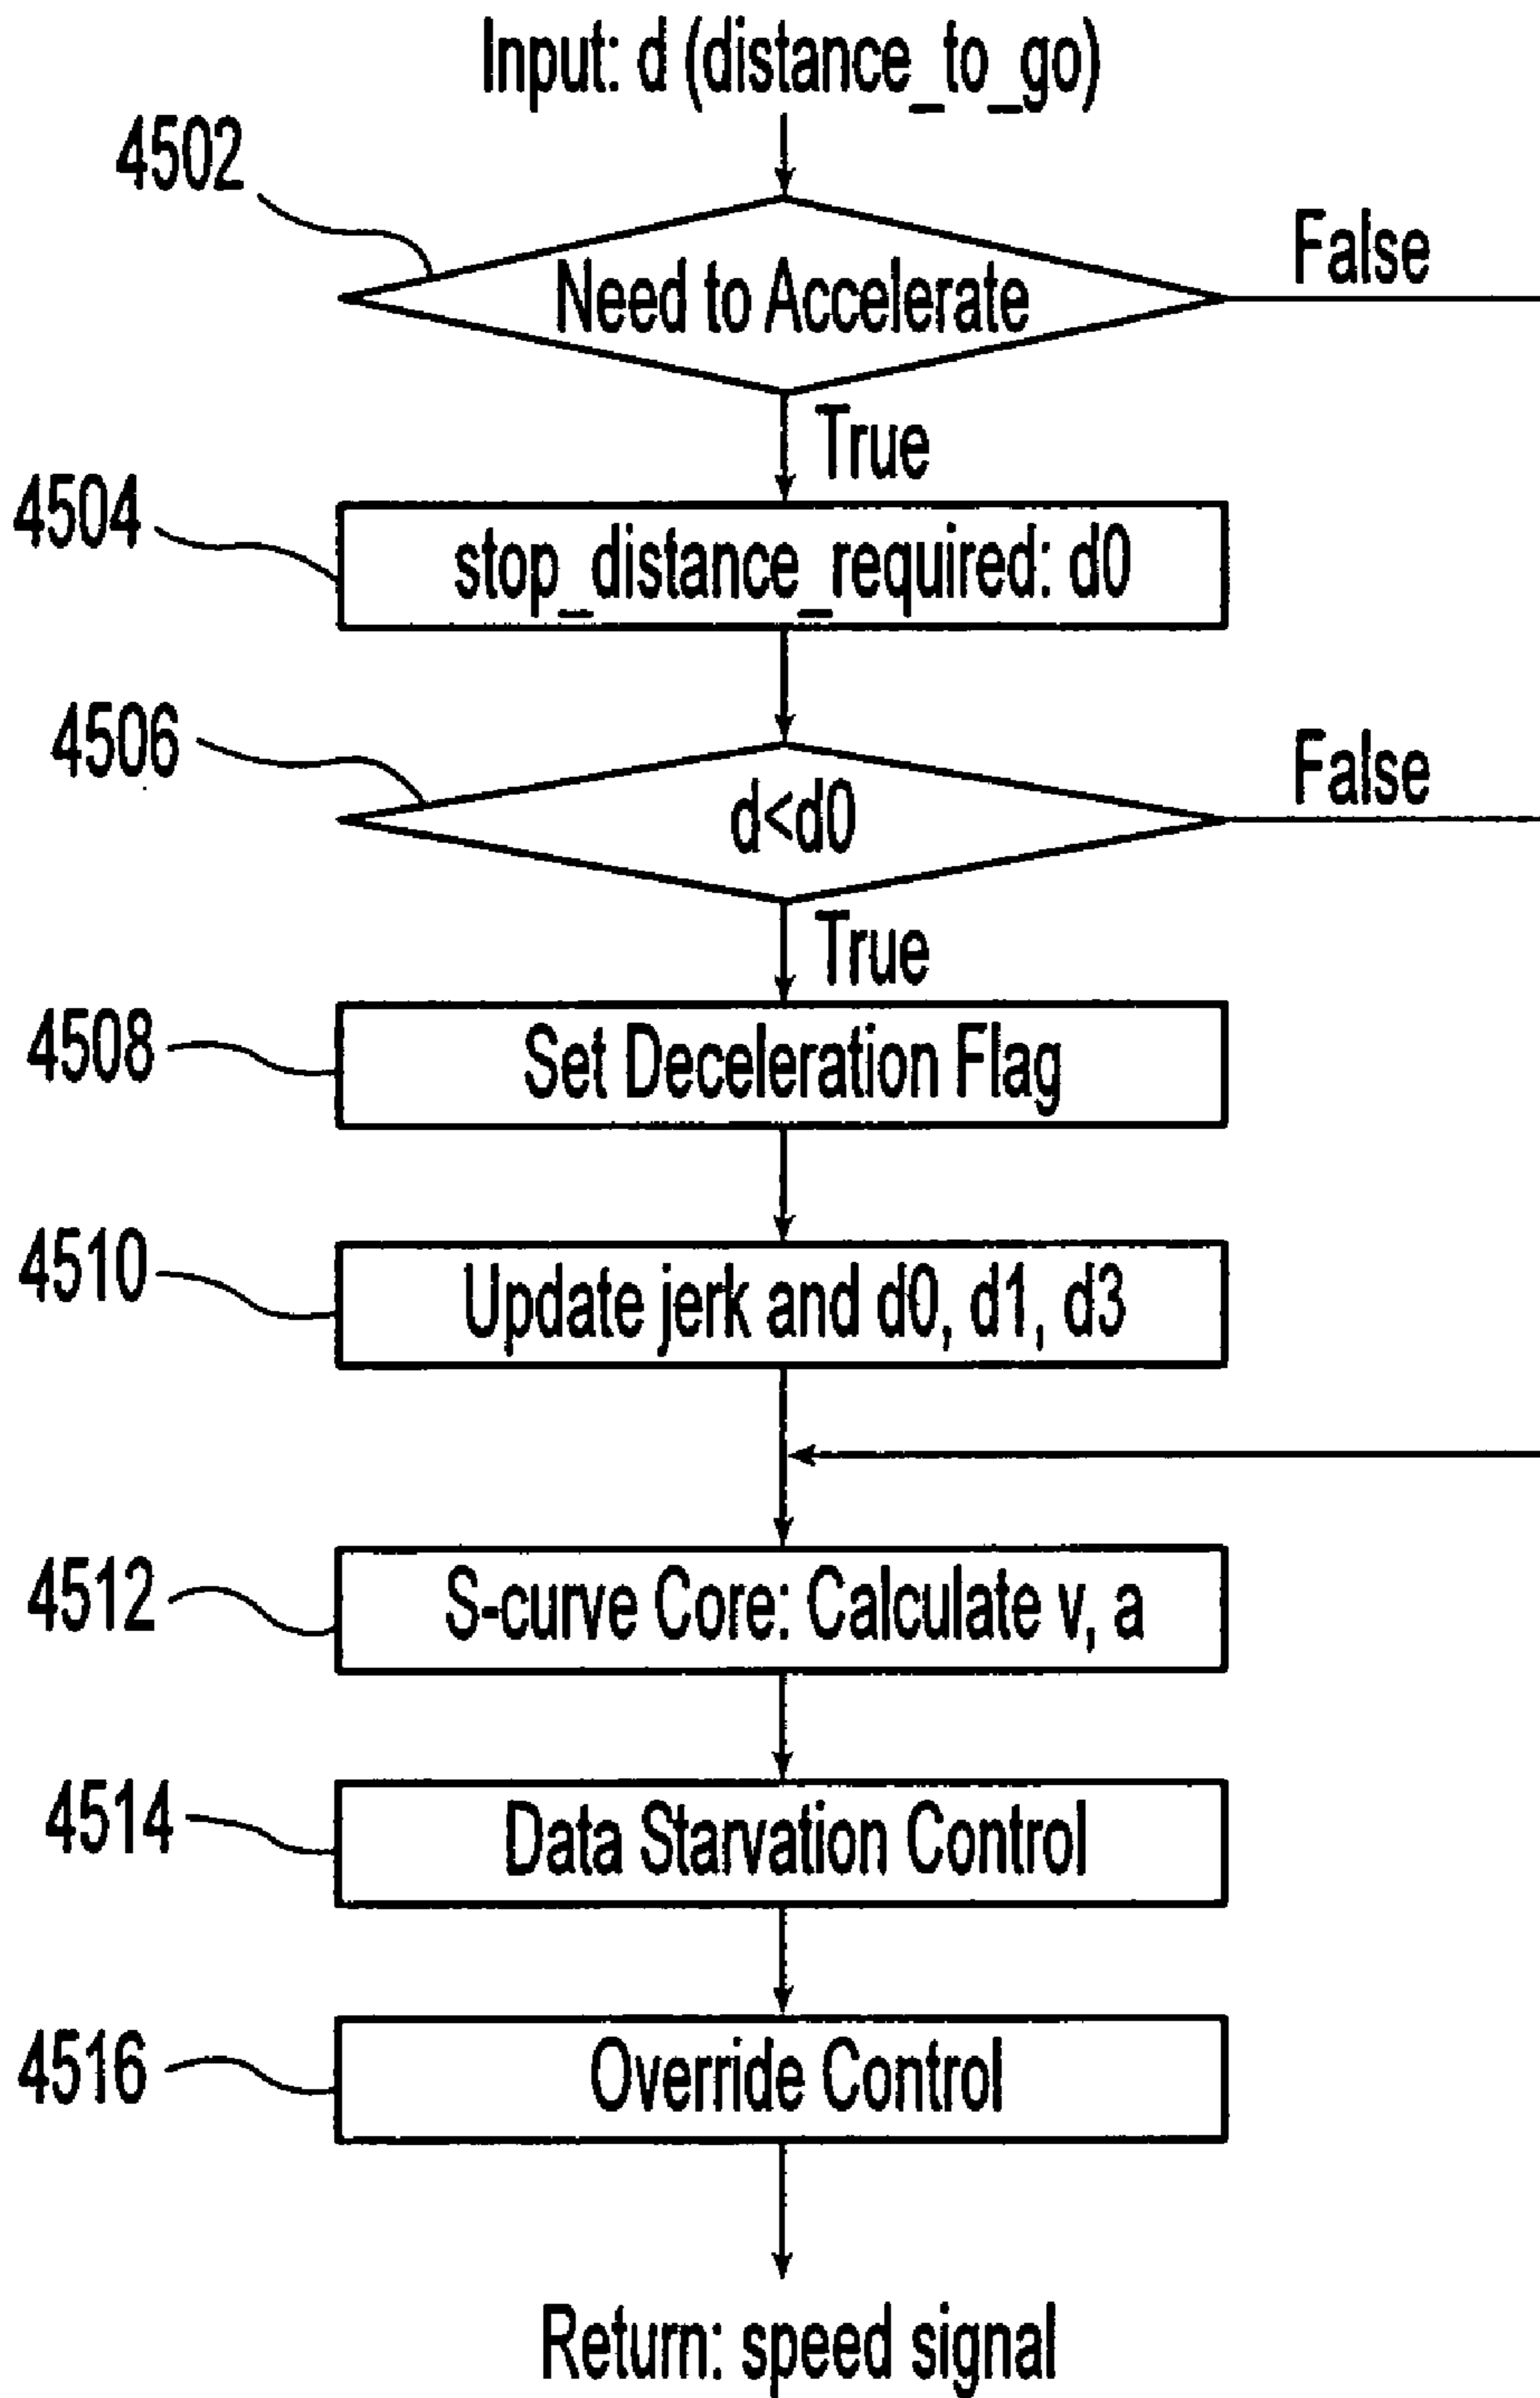 Input: d (distance_to_go)
4502
Need to Accelerate
False
True
4504
stop_distance_required: d0
4506
d<d0
False
True
4508
Set Deceleration Flag
4510
Update jerk and d0, d1, d3
4512
S-curve Core: Calculate v, a
4514
Data Starvation Control
4516
Override Control
Return: speed signal